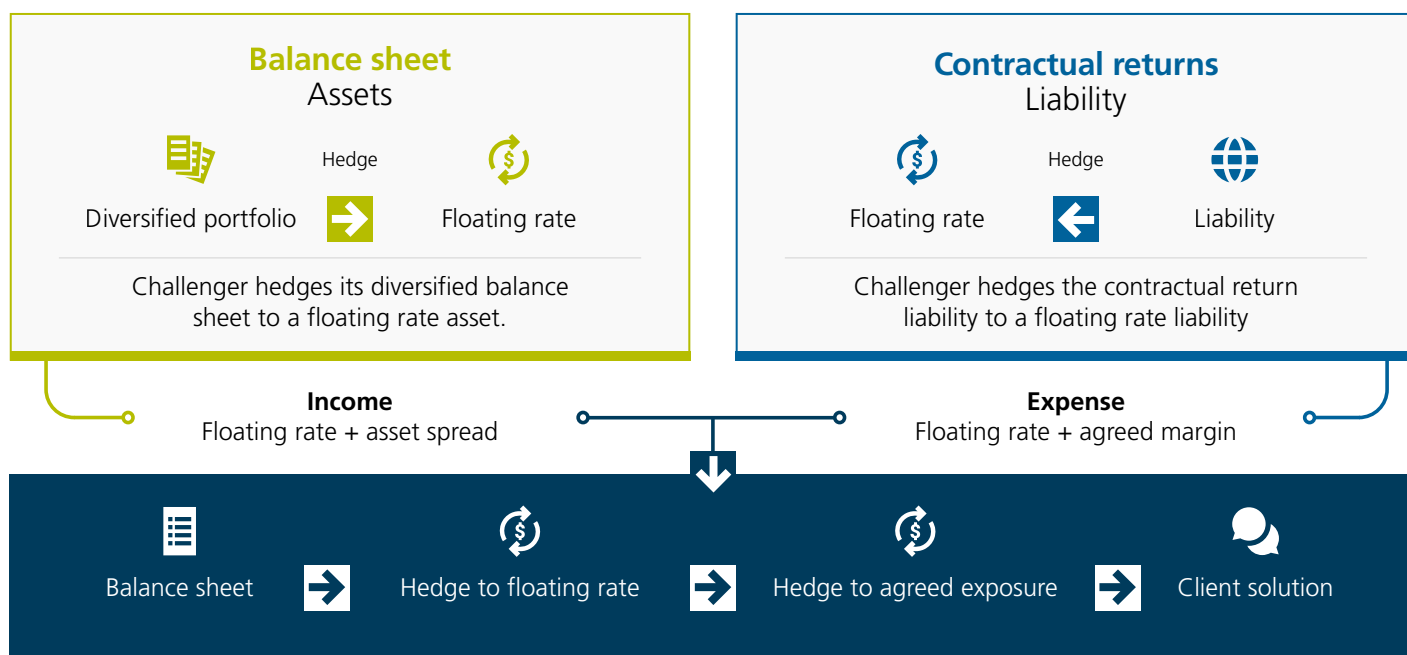 Balance sheet
Assets
Hedge
Diversified portfolio
Floating rate
Challenger hedges its diversified balance
sheet to a floating rate asset.
Contractual returns
Liability
Hedge
Floating rate
Liability
Challenger hedges the contractual return
liability to a floating rate liability
Income
Floating rate + asset spread
Expense
Floating rate + agreed margin
Balance sheet
Hedge to floating rate
Hedge to agreed exposure
Client solution